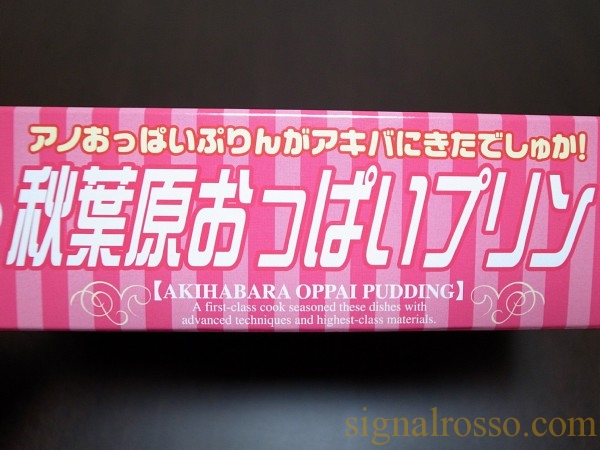 アノおっぱいぷりんがアキバにきたでしゅか!
秋葉原おっぱいプリン
【AKIHABARA OPPAI PUDDING】
A first-class cook seasoned these dishes with
advanced techniques and highest-class materials.
signalrosso.com